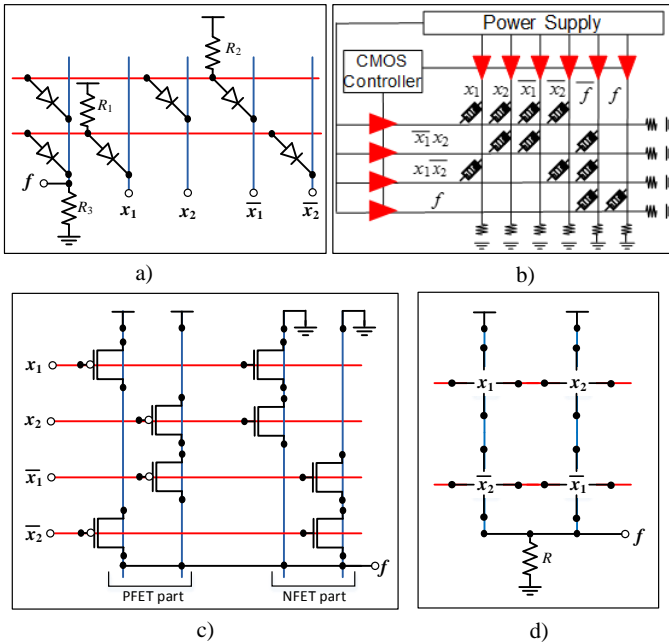 R₂
R₁
f
R₃
x₁ x₂ x̅₁ x̅₂
a)
Power Supply
CMOS
Controller
x₁ x₂ x̅₁ x̅₂ f̅ f
x̅₁x₂
x₁x̅₂
f
b)
x₁
x₂
x̅₁
x̅₂
f
PFET part NFET part
c)
x₁ x₂
x̅₂ x̅₁
f
R
d)